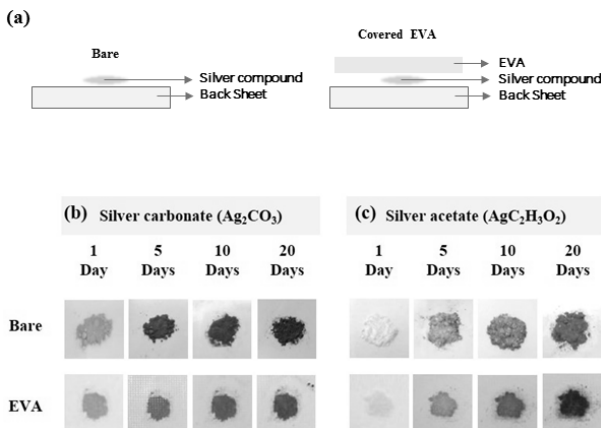 (a)
Bare
Silver compound
Back Sheet
Covered EVA
EVA
Silver compound
Back Sheet
(b) Silver carbonate (Ag₂CO₃)
1 Day
5 Days
10 Days
20 Days
(c) Silver acetate (AgC₂H₃O₂)
1 Day
5 Days
10 Days
20 Days
Bare
EVA